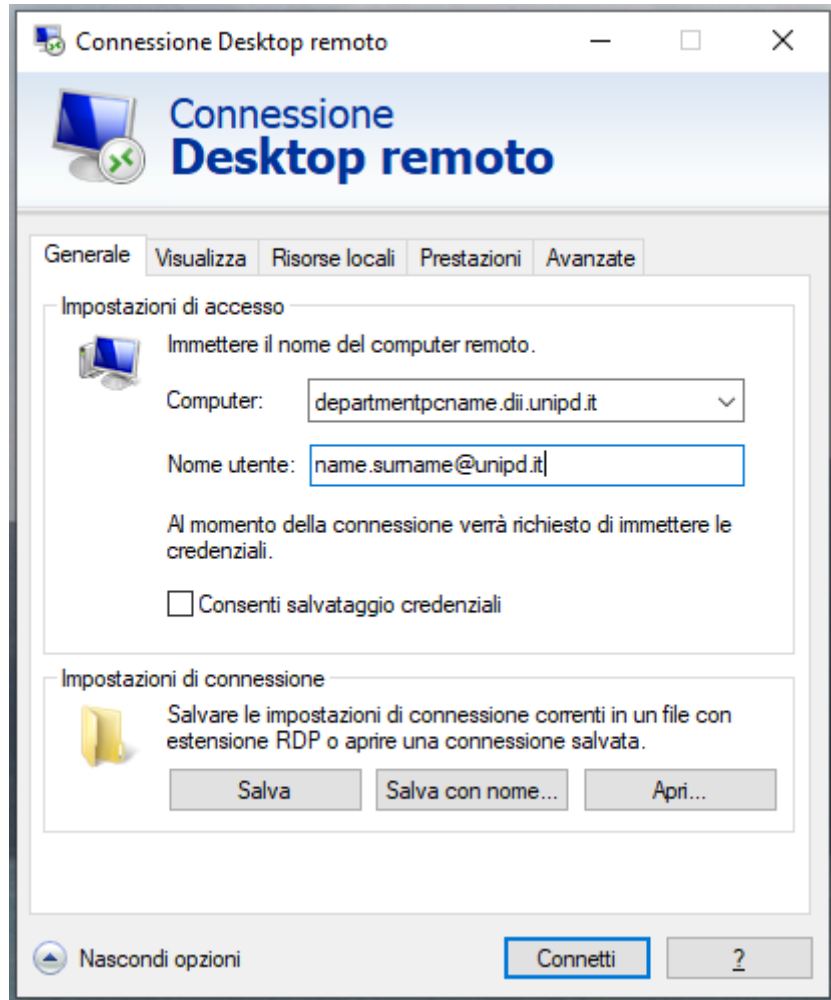 Connessione Desktop remoto
Connessione
Desktop remoto
Generale Visualizza Risorse locali Prestazioni Avanzate
Impostazioni di accesso
Immettere il nome del computer remoto.
Computer: departmentpcname.dii.unipd.it
Nome utente: name.surname@unipd.it
Al momento della connessione verrà richiesto di immettere le
credenziali.
Consenti salvataggio credenziali
Impostazioni di connessione
Salvare le impostazioni di connessione correnti in un file con
estensione RDP o aprire una connessione salvata.
Salva Salva con nome... Apri...
Nascondi opzioni Connetti ?